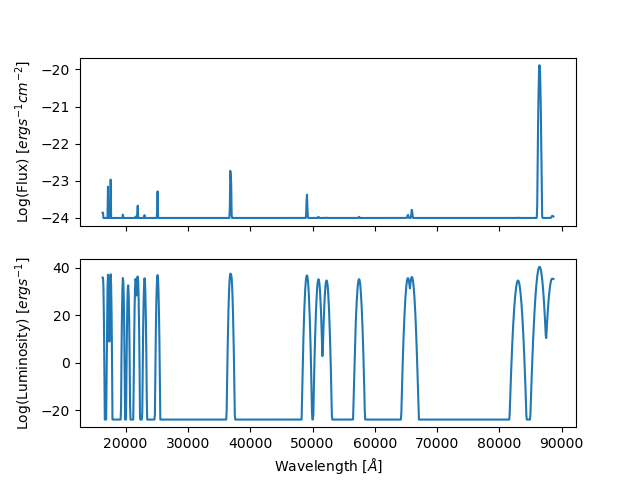 −20
−21
−22
−23
−24
Log(Flux) [ergs⁻¹cm⁻²]
40
20
0
−20
Log(Luminosity) [ergs⁻¹]
20000 30000 40000 50000 60000 70000 80000 90000
Wavelength [Å]